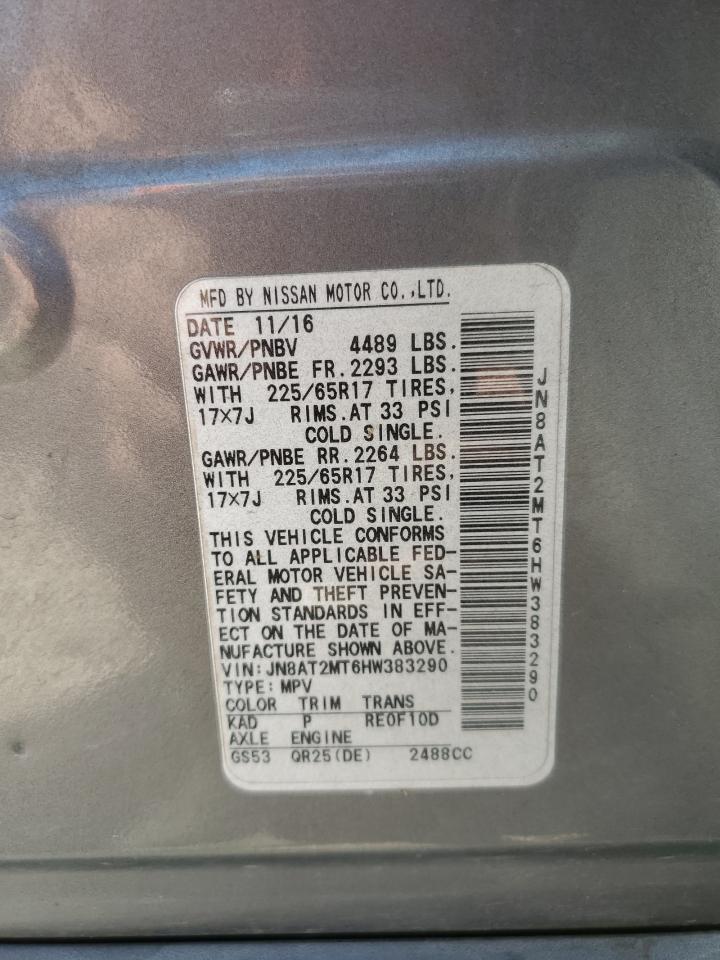 MFD BY NISSAN MOTOR CO.,LTD.
DATE 11/16
GVWR/PNBV 4489 LBS.
GAWR/PNBE FR. 2293 LBS.
WITH 225/65R17 TIRES,
17×7J RIMS. AT 33 PSI
COLD SINGLE.
GAWR/PNBE RR. 2264 LBS.
WITH 225/65R17 TIRES,
17×7J RIMS. AT 33 PSI
COLD SINGLE.
THIS VEHICLE CONFORMS
TO ALL APPLICABLE FED-
ERAL MOTOR VEHICLE SA-
FETY AND THEFT PREVEN-
TION STANDARDS IN EFF-
ECT ON THE DATE OF MA-
NUFACTURE SHOWN ABOVE.
VIN: JN8AT2MT6HW383290
TYPE: MPV
COLOR TRIM TRANS
KAD P RE0F10D
AXLE ENGINE
GS53 QR25(DE) 2488CC
JN8AT2MT6HW383290